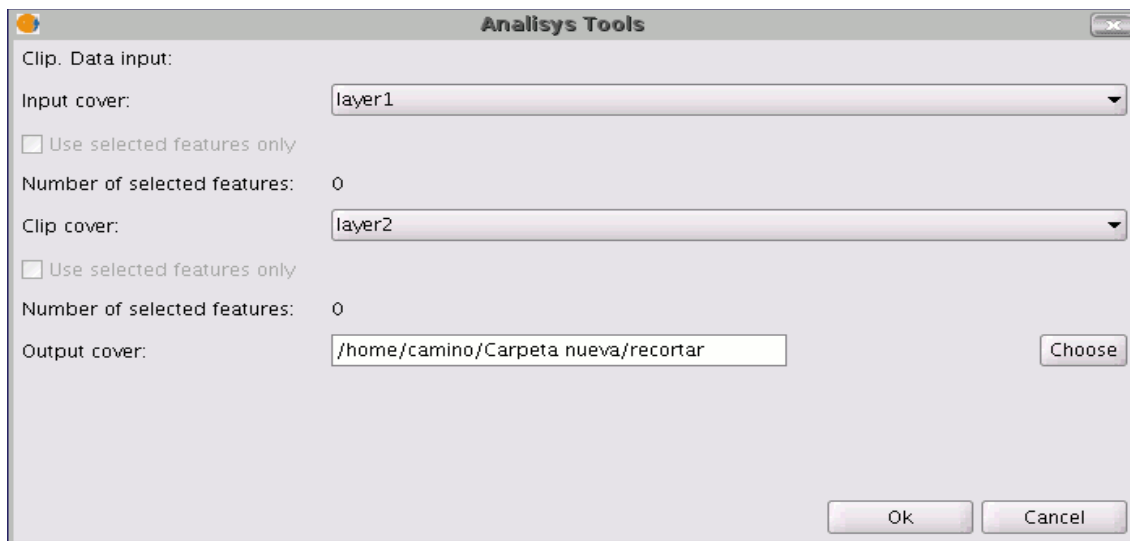 Analisys Tools
Clip. Data input:
Input cover: layer1
Use selected features only
Number of selected features: 0
Clip cover: layer2
Use selected features only
Number of selected features: 0
Output cover: /home/camino/Carpeta nueva/recortar Choose
Ok Cancel